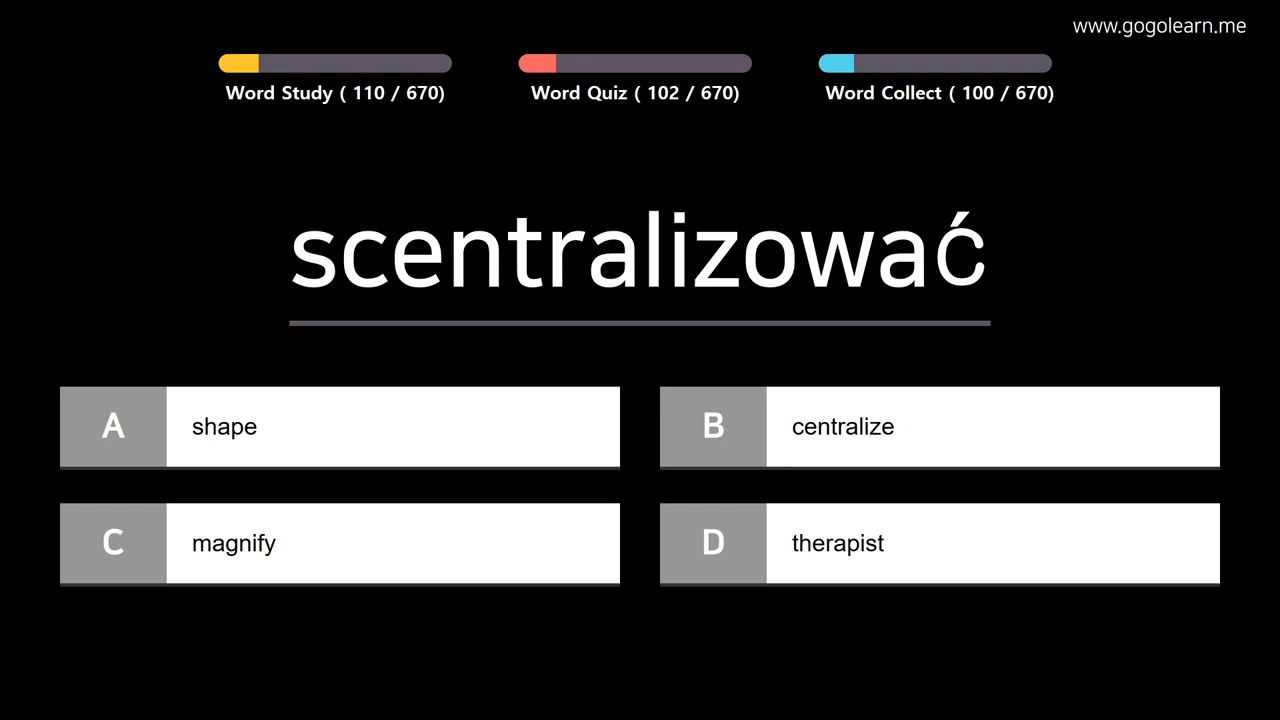 www.gogolearn.me
Word Study ( 110 / 670)
Word Quiz ( 102 / 670)
Word Collect ( 100 / 670)
scentralizować
A shape
B centralize
C magnify
D therapist